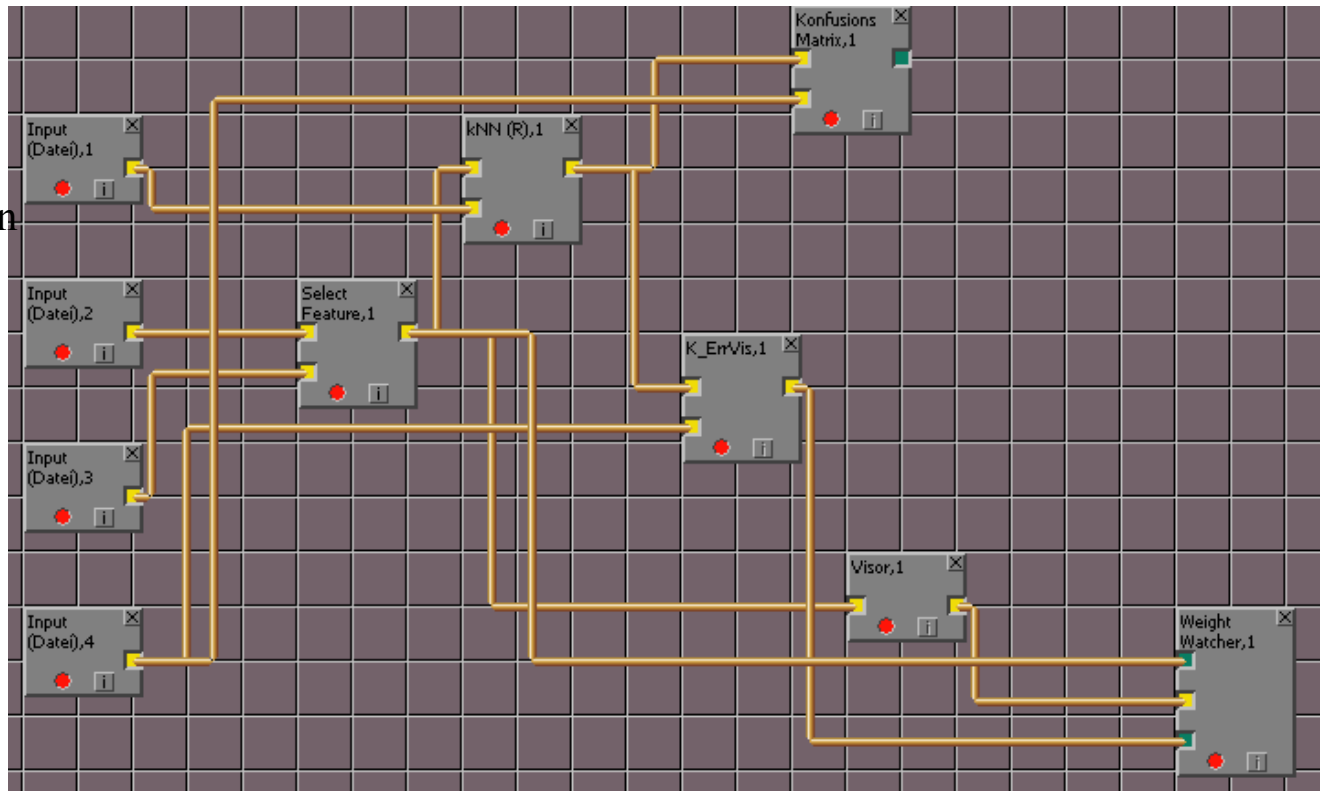 Konfusions
Matrix,1
i
Input
(Datei),1
i
kNN (R),1
i
n
Input
(Datei),2
i
Select
Feature,1
i
K_ErrVis,1
i
Input
(Datei),3
i
Visor,1
i
Input
(Datei),4
i
Weight
Watcher,1
i